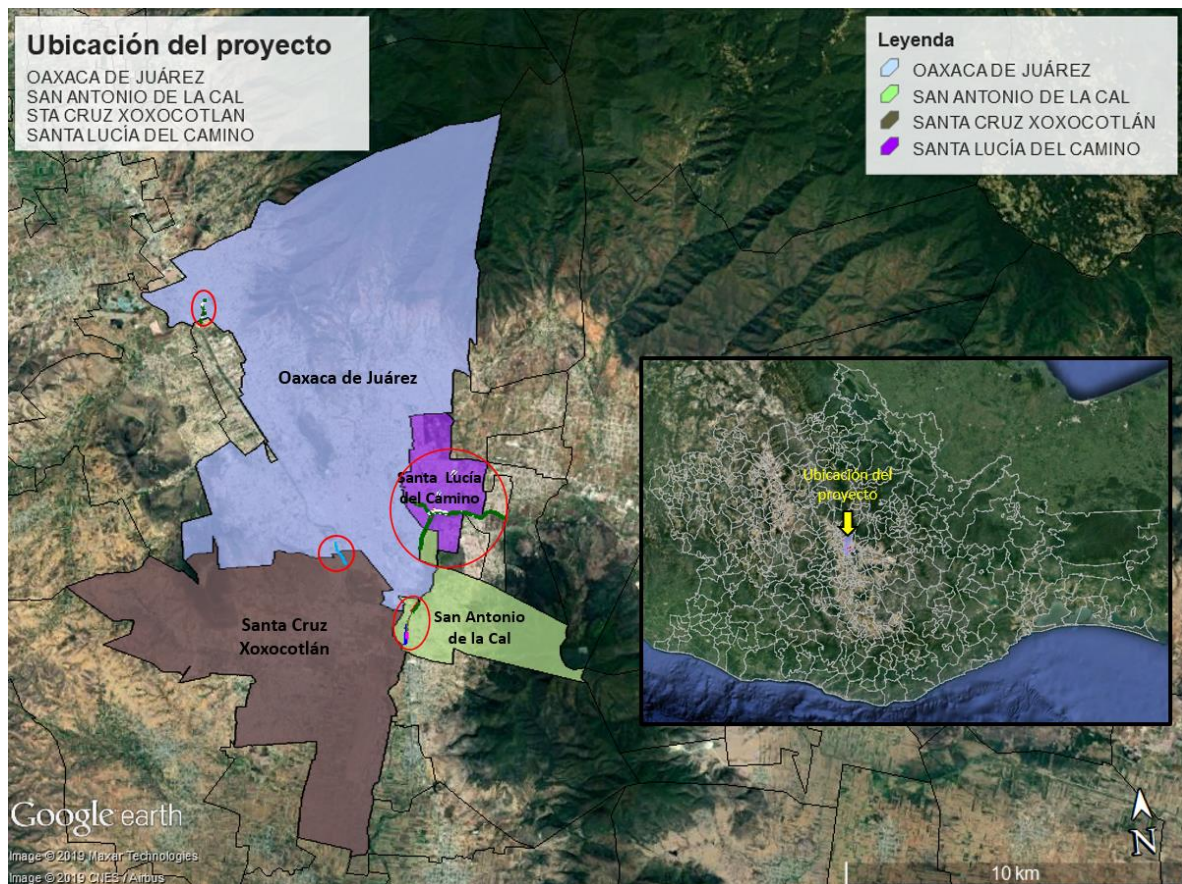 Ubicación del proyecto
OAXACA DE JUÁREZ
SAN ANTONIO DE LA CAL
STA CRUZ XOXOCOTLAN
SANTA LUCÍA DEL CAMINO
Leyenda
OAXACA DE JUÁREZ
SAN ANTONIO DE LA CAL
SANTA CRUZ XOXOCOTLÁN
SANTA LUCÍA DEL CAMINO
Oaxaca de Juárez
Santa Lucía
del Camino
Ubicación del
proyecto
San Antonio
de la Cal
Santa Cruz
Xoxocotlán
Google earth
Image © 2019 Maxar Technologies
Image © 2019 CNES / Airbus
N
10 km